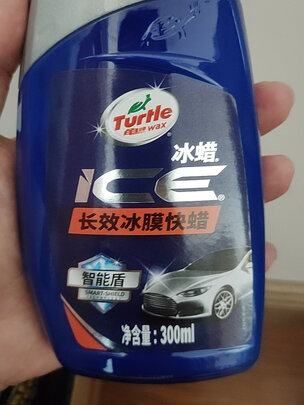 Turtle
龟牌 wax®
冰蜡®
ICE®
长效冰膜快蜡
智能盾
SMART-SHIELD
净含量:300ml